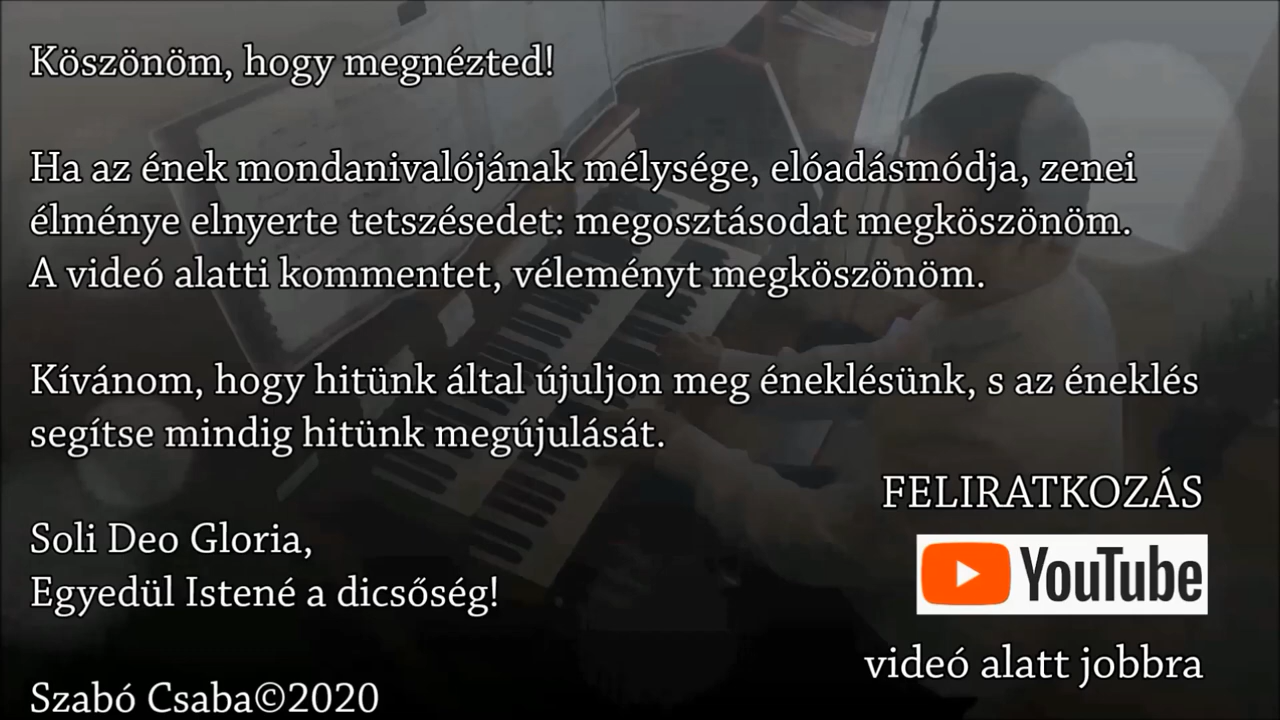 Köszönöm, hogy megnézted!
Ha az ének mondanivalójának mélysége, elóadásmódja, zenei
élménye elnyerte tetszésedet: megosztásodat megköszönöm.
A videó alatti kommentet, véleményt megköszönöm.
Kívánom, hogy hitünk által újuljon meg éneklésünk, s az éneklés
segítse mindig hitünk megújulását.
Soli Deo Gloria,
Egyedül Istené a dicsőség!
Szabó Csaba©2020
FELIRATKOZÁS
YouTube
videó alatt jobbra